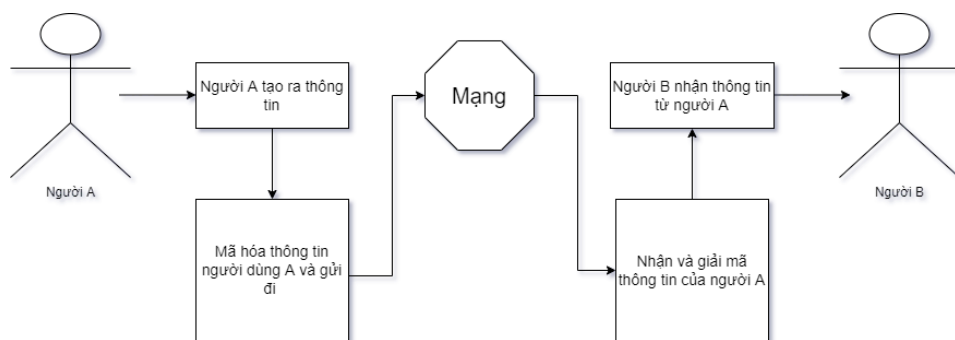 Người A tạo ra thông
tin
Mạng
Người B nhận thông tin
từ người A
Người A
Người B
Mã hóa thông tin
người dùng A và gửi
đi
Nhận và giải mã
thông tin của người A